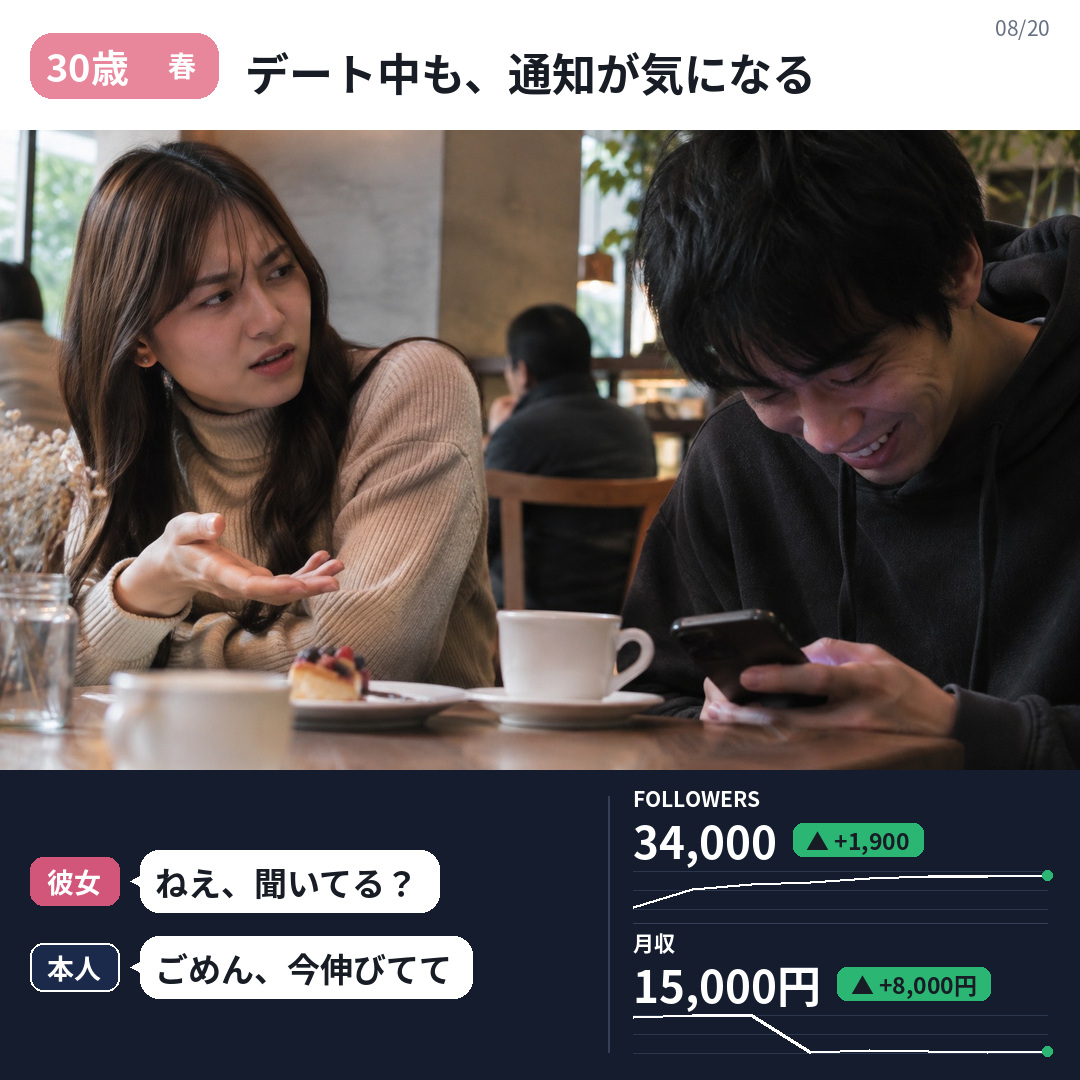 08/20
30歳 春
デート中も、通知が気になる
彼女
ねえ、聞いてる？
本人
ごめん、今伸びてて
FOLLOWERS
34,000
▲ +1,900
月収
15,000円
▲ +8,000円